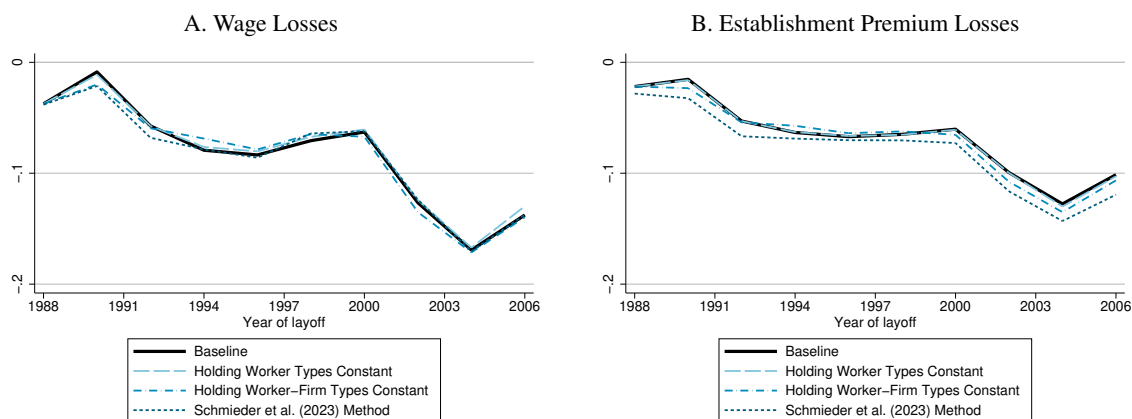 A. Wage Losses
0
-.1
-.2
1988 1991 1994 1997 2000 2003 2006
Year of layoff
Baseline
Holding Worker Types Constant
Holding Worker-Firm Types Constant
Schmieder et al. (2023) Method
B. Establishment Premium Losses
0
-.1
-.2
1988 1991 1994 1997 2000 2003 2006
Year of layoff
Baseline
Holding Worker Types Constant
Holding Worker-Firm Types Constant
Schmieder et al. (2023) Method